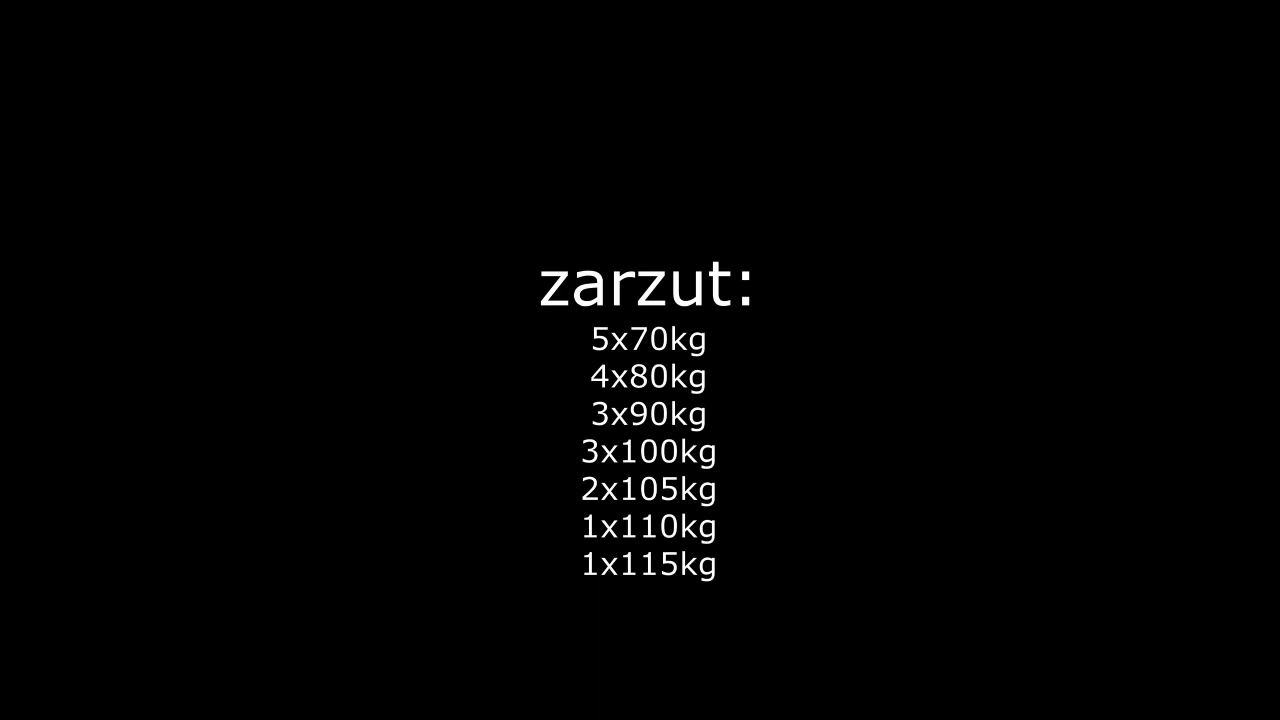 zarzut:
5x70kg
4x80kg
3x90kg
3x100kg
2x105kg
1x110kg
1x115kg